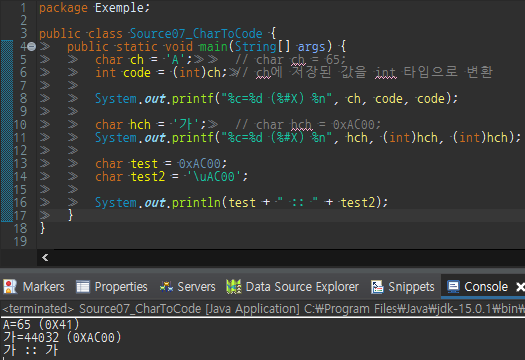 1 package Exemple;
2
3 public class Source07_CharToCode {
4 public static void main(String[] args) {
5 char ch = 'A'; // char ch = 65;
6 int code = (int)ch; // ch에 저장된 값을 int 타입으로 변환
7
8 System.out.printf("%c=%d (%#X) %n", ch, code, code);
9
10 char hch = '가'; // char hch = 0xAC00;
11 System.out.printf("%c=%d (%#X) %n", hch, (int)hch, (int)hch);
12
13 char test = 0xAC00;
14 char test2 = '\uAC00';
15
16 System.out.println(test + " :: " + test2);
17 }
18 }
19
Markers Properties Servers Data Source Explorer Snippets Console
<terminated> Source07_CharToCode [Java Application] C:₩Program Files₩Java₩jdk-15.0.1₩bin₩
A=65 (0X41)
가=44032 (0XAC00)
가 :: 가